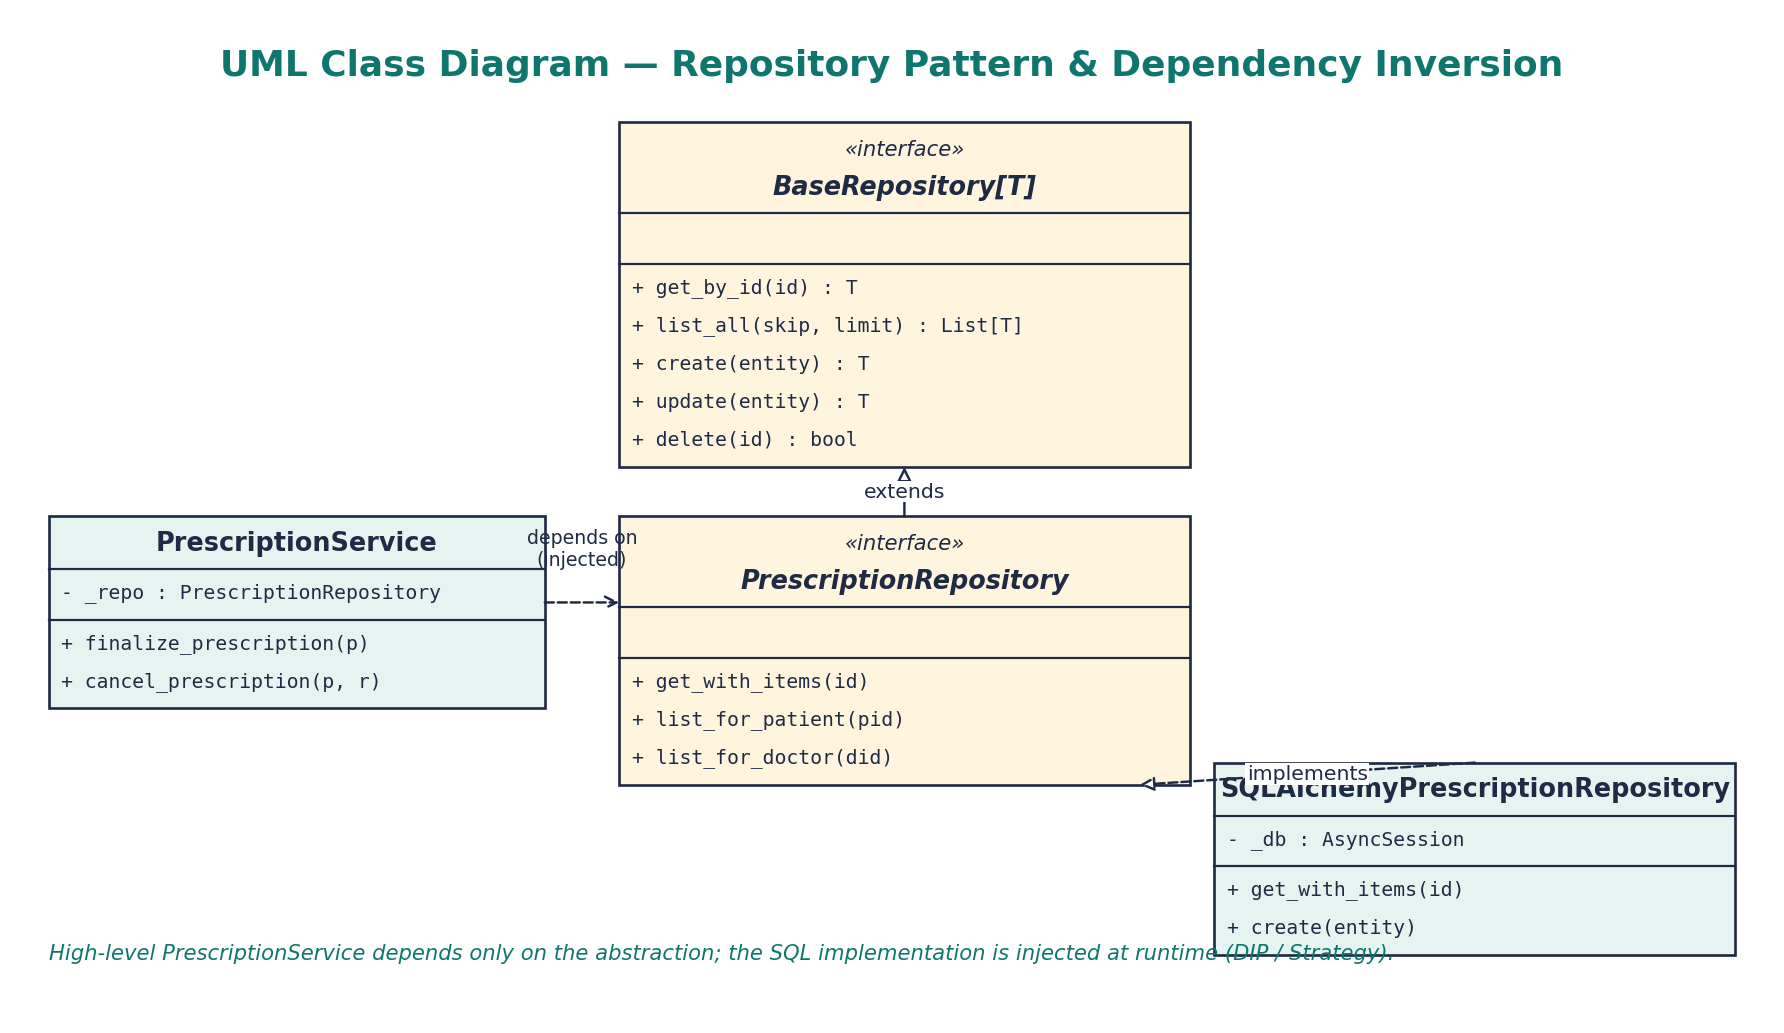 UML Class Diagram — Repository Pattern & Dependency Inversion
«interface»
BaseRepository[T]
+ get_by_id(id) : T
+ list_all(skip, limit) : List[T]
+ create(entity) : T
+ update(entity) : T
+ delete(id) : bool
extends
PrescriptionService
- _repo : PrescriptionRepository
+ finalize_prescription(p)
+ cancel_prescription(p, r)
depends on
(injected)
«interface»
PrescriptionRepository
+ get_with_items(id)
+ list_for_patient(pid)
+ list_for_doctor(did)
implements
SQLAlchemyPrescriptionRepository
- _db : AsyncSession
+ get_with_items(id)
+ create(entity)
High-level PrescriptionService depends only on the abstraction; the SQL implementation is injected at runtime (DIP / Strategy).